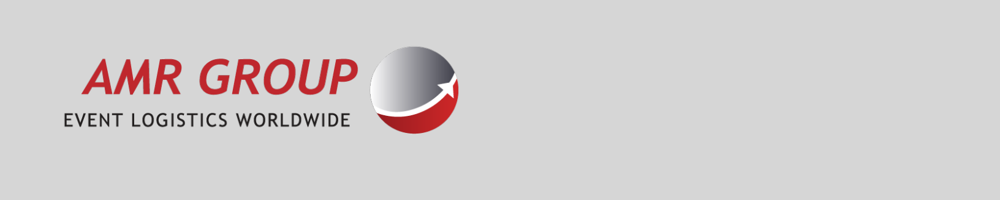 AMR GROUP
EVENT LOGISTICS WORLDWIDE